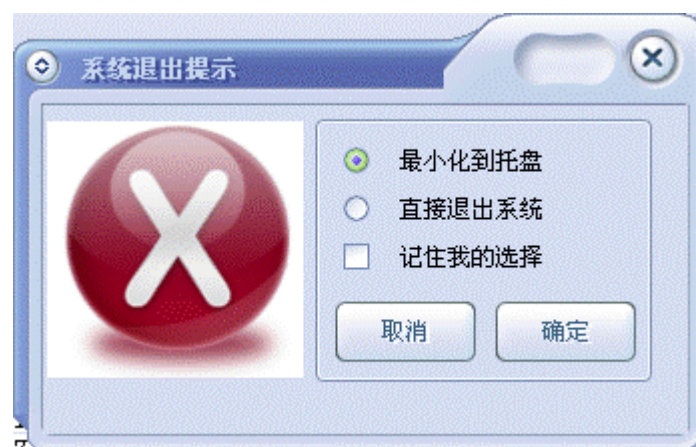 系统退出提示
最小化到托盘
直接退出系统
记住我的选择
取消 确定